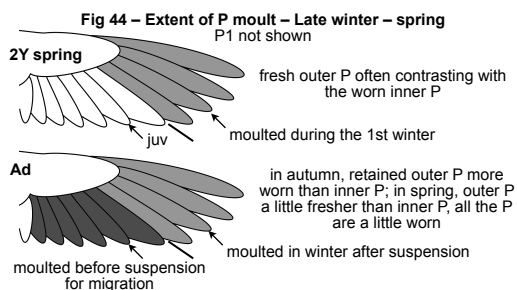 Fig 44 – Extent of P moult – Late winter – spring
P1 not shown
2Y spring
fresh outer P often contrasting with
the worn inner P
moulted during the 1st winter
juv
Ad
in autumn, retained outer P more
worn than inner P; in spring, outer P
a little fresher than inner P, all the P
are a little worn
moulted in winter after suspension
moulted before suspension
for migration